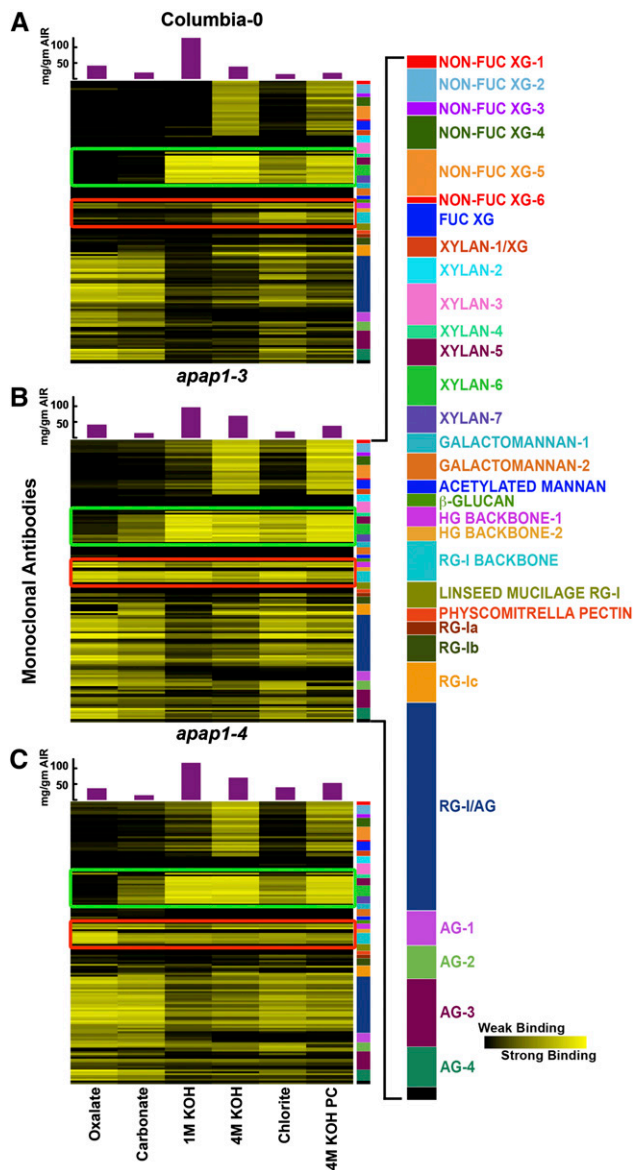 A
Columbia-0
mg/gm AIR
100
50
apap1-3
B
mg/gm AIR
100
50
Monoclonal Antibodies
apap1-4
C
mg/gm AIR
100
50
Oxalate
Carbonate
1M KOH
4M KOH
Chlorite
4M KOH PC
NON-FUC XG-1
NON-FUC XG-2
NON-FUC XG-3
NON-FUC XG-4
NON-FUC XG-5
NON-FUC XG-6
FUC XG
XYLAN-1/XG
XYLAN-2
XYLAN-3
XYLAN-4
XYLAN-5
XYLAN-6
XYLAN-7
GALACTOMANNAN-1
GALACTOMANNAN-2
ACETYLATED MANNAN
β-GLUCAN
HG BACKBONE-1
HG BACKBONE-2
RG-I BACKBONE
LINSEED MUCILAGE RG-I
PHYSCOMITRELLA PECTIN
RG-Ia
RG-Ib
RG-Ic
RG-I/AG
AG-1
AG-2
AG-3
AG-4
Weak Binding
Strong Binding